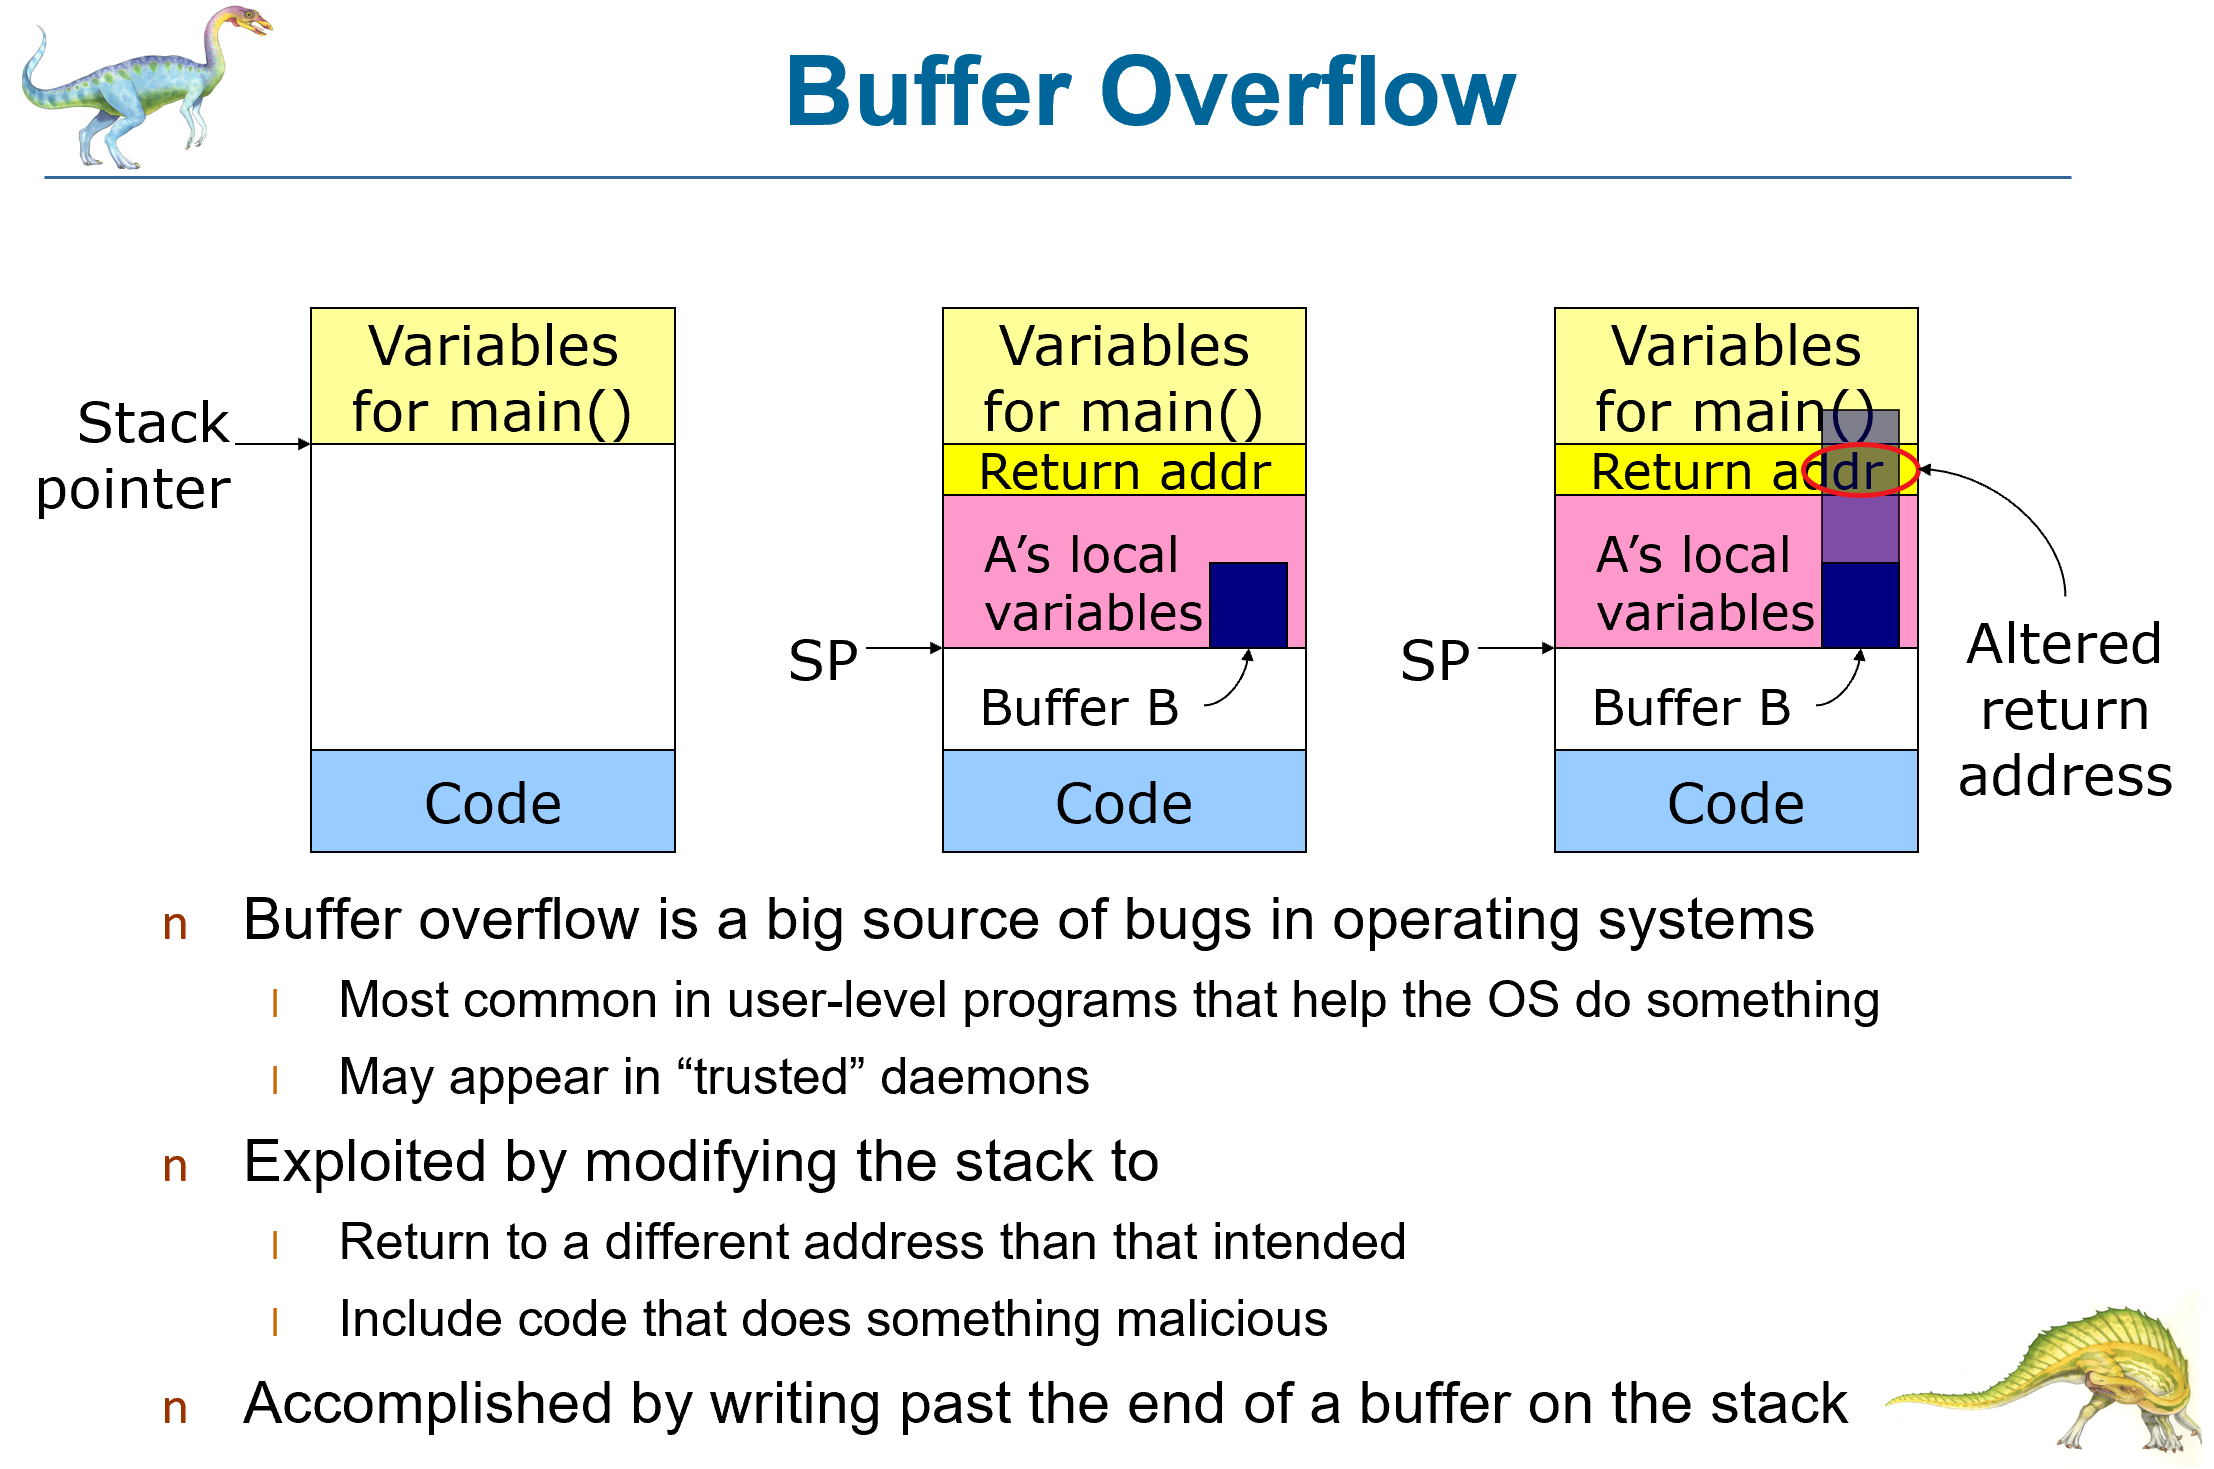 Buffer Overflow
Stack
pointer
Variables
for main()
Code
SP
Variables
for main()
Return addr
A’s local
variables
Buffer B
Code
SP
Variables
for main()
Return addr
A’s local
variables
Buffer B
Code
Altered
return
address
n Buffer overflow is a big source of bugs in operating systems
l Most common in user-level programs that help the OS do something
l May appear in “trusted” daemons
n Exploited by modifying the stack to
l Return to a different address than that intended
l Include code that does something malicious
n Accomplished by writing past the end of a buffer on the stack